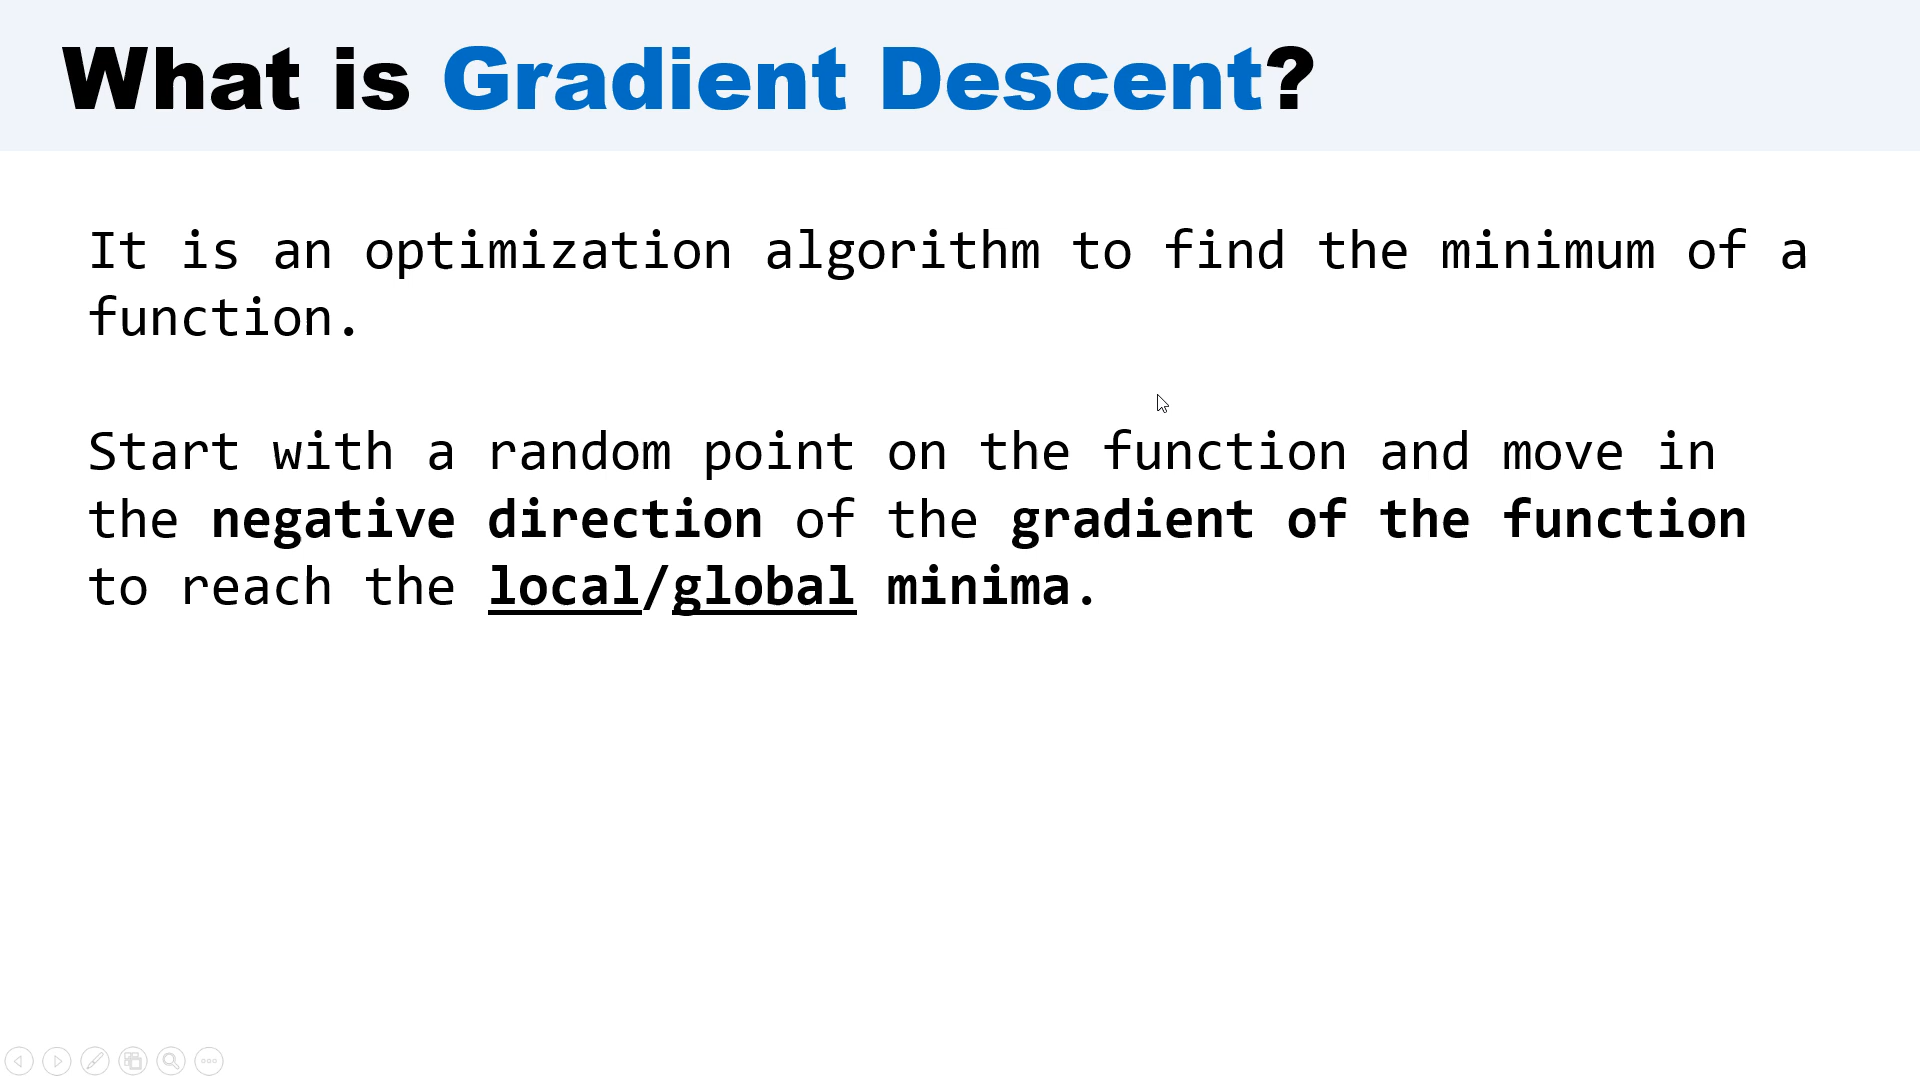 What is Gradient Descent?
It is an optimization algorithm to find the minimum of a
function.
Start with a random point on the function and move in
the negative direction of the gradient of the function
to reach the local/global minima.